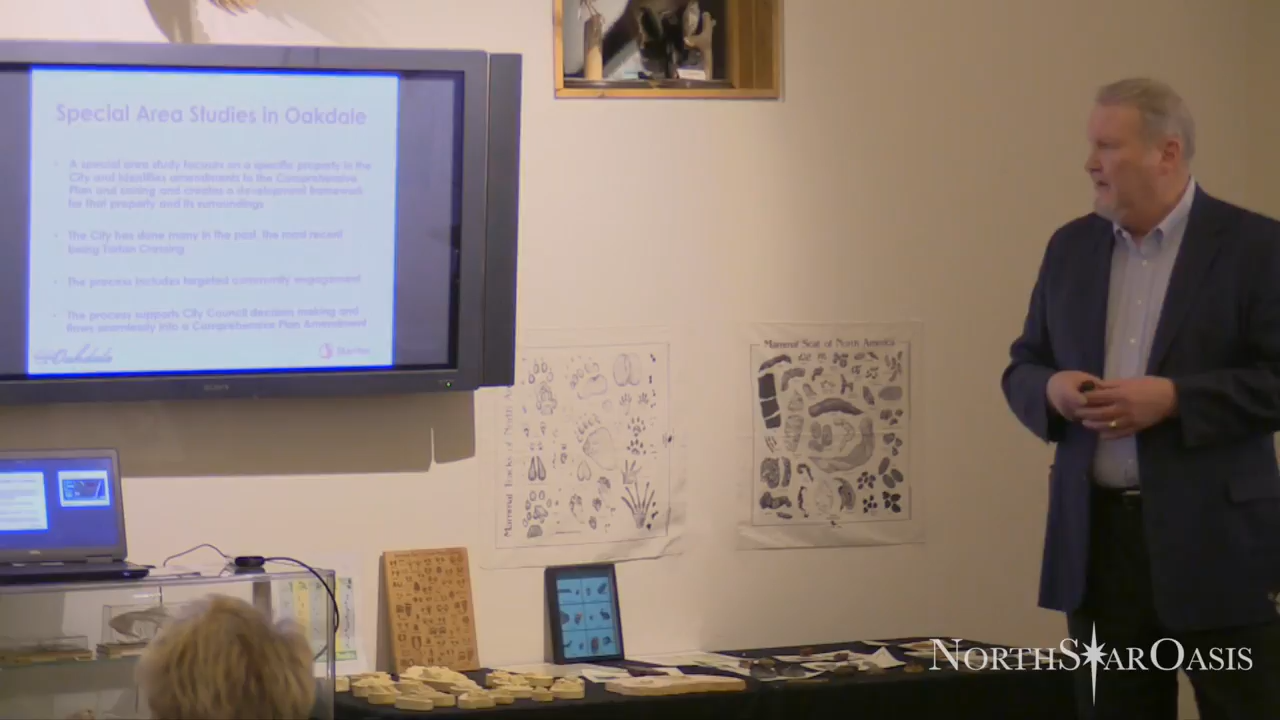 Special Area Studies in Oakdale
A special area study focuses on a specific property in the
City and identifies amendments to the Comprehensive
Plan and zoning and creates a development framework
for that property and its surroundings
The City has done many in the past. The most recent
being Tartan Crossing
The process includes targeted community engagement
The process supports City Council decision making and
flows seamlessly into a Comprehensive Plan Amendment
Oakdale
Stantec
SONY
Mammal Tracks of North
Mammal Scat of North America
NORTHSTAROASIS